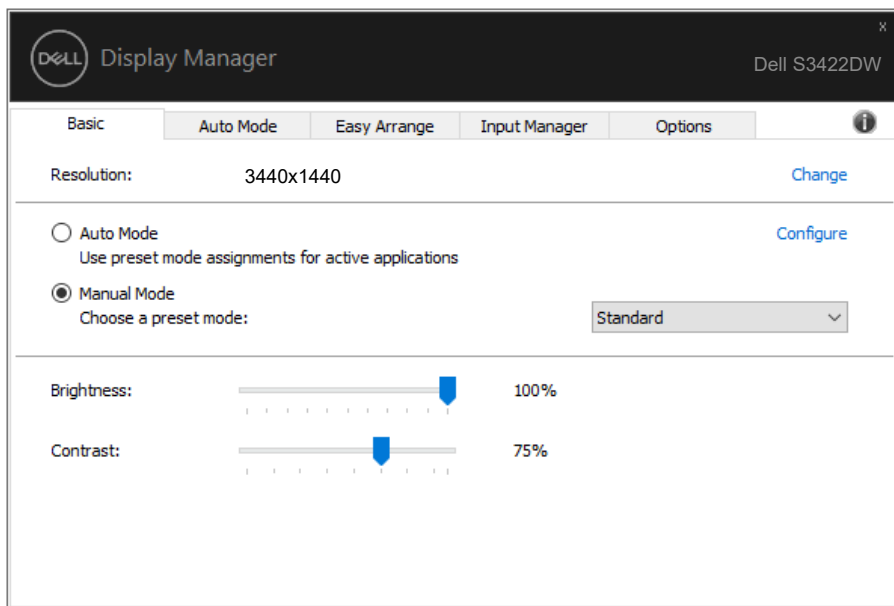 x
DELL Display Manager
Dell S3422DW
Basic Auto Mode Easy Arrange Input Manager Options i
Resolution: 3440x1440 Change
Auto Mode Configure
Use preset mode assignments for active applications
Manual Mode
Choose a preset mode: Standard
Brightness: 100%
Contrast: 75%